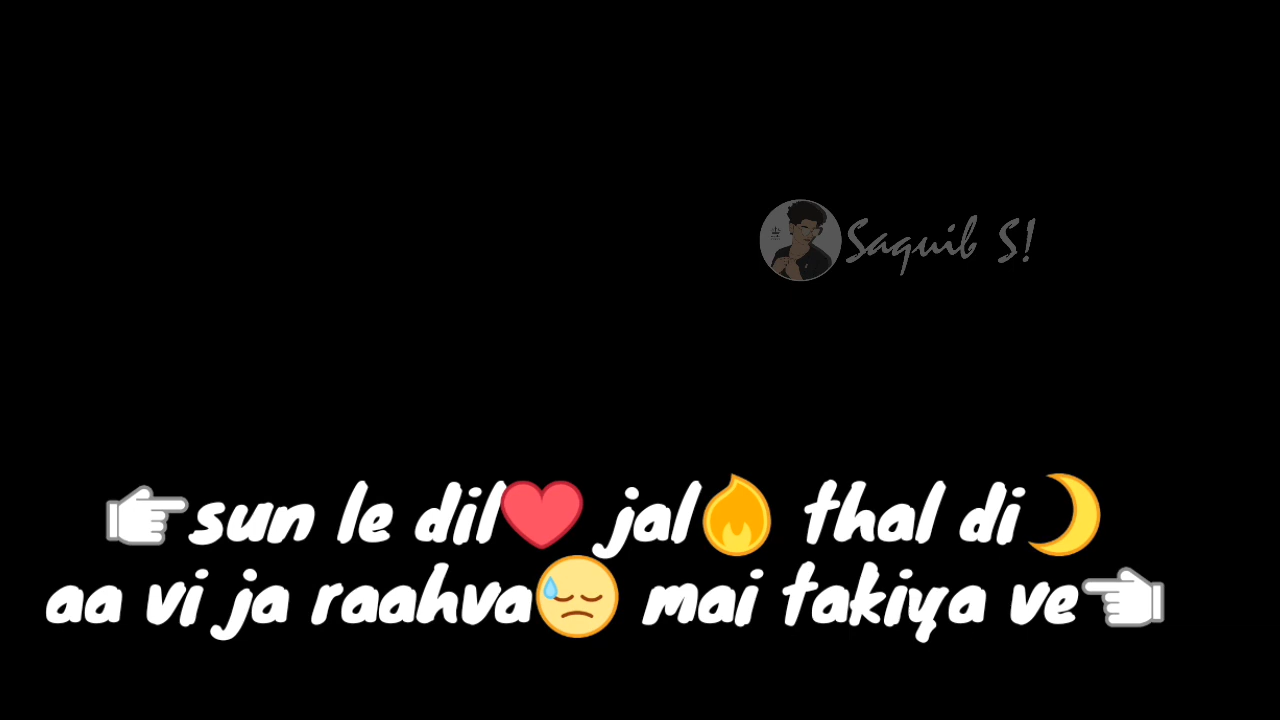 Saquib S!
👉sun le dil❤️ jal🔥 thal di🌙
aa vi ja raahva😓 mai takiya ve👈